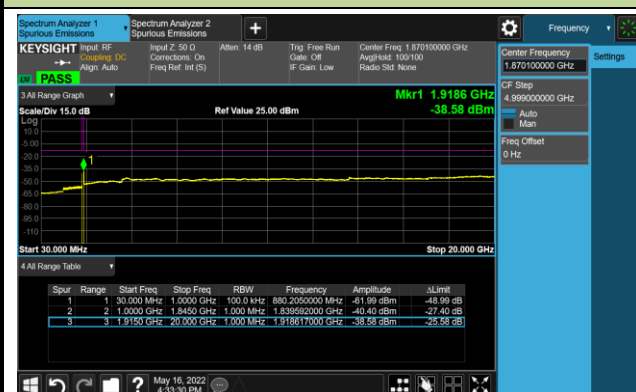 Spectrum Analyzer 1
Spurious Emissions
Spectrum Analyzer 2
Spurious Emissions
+
Frequency
KEYSIGHT
Input: RF
Coupling: DC
Align: Auto
Input Z: 50 Ω
Corrections: On
Freq Ref: Int (S)
Atten: 14 dB
Trig: Free Run
Gate: Off
IF Gain: Low
Center Freq: 1.870100000 GHz
Avg|Hold: 100/100
Radio Std: None
PASS
Center Frequency
1.870100000 GHz
Settings
CF Step
4.999000000 GHz
Auto
Man
Freq Offset
0 Hz
3 All Range Graph
Mkr1 1.9186 GHz
-38.58 dBm
Scale/Div 15.0 dB
Ref Value 25.00 dBm
Log
10.0
-5.00
-20.0
-35.0
-50.0
-65.0
-80.0
-95.0
-110
1
Start 30.000 MHz
Stop 20.000 GHz
4 All Range Table
Spur Range Start Freq Stop Freq RBW Frequency Amplitude ΔLimit
1 1 30.000 MHz 1.0000 GHz 100.0 kHz 880.2050000 MHz -61.99 dBm -48.99 dB
2 2 1.0000 GHz 1.8450 GHz 1.000 MHz 1.839592000 GHz -40.40 dBm -27.40 dB
3 3 1.9150 GHz 20.000 GHz 1.000 MHz 1.918617000 GHz -38.58 dBm -25.58 dB
?
May 16, 2022
4:33:30 PM